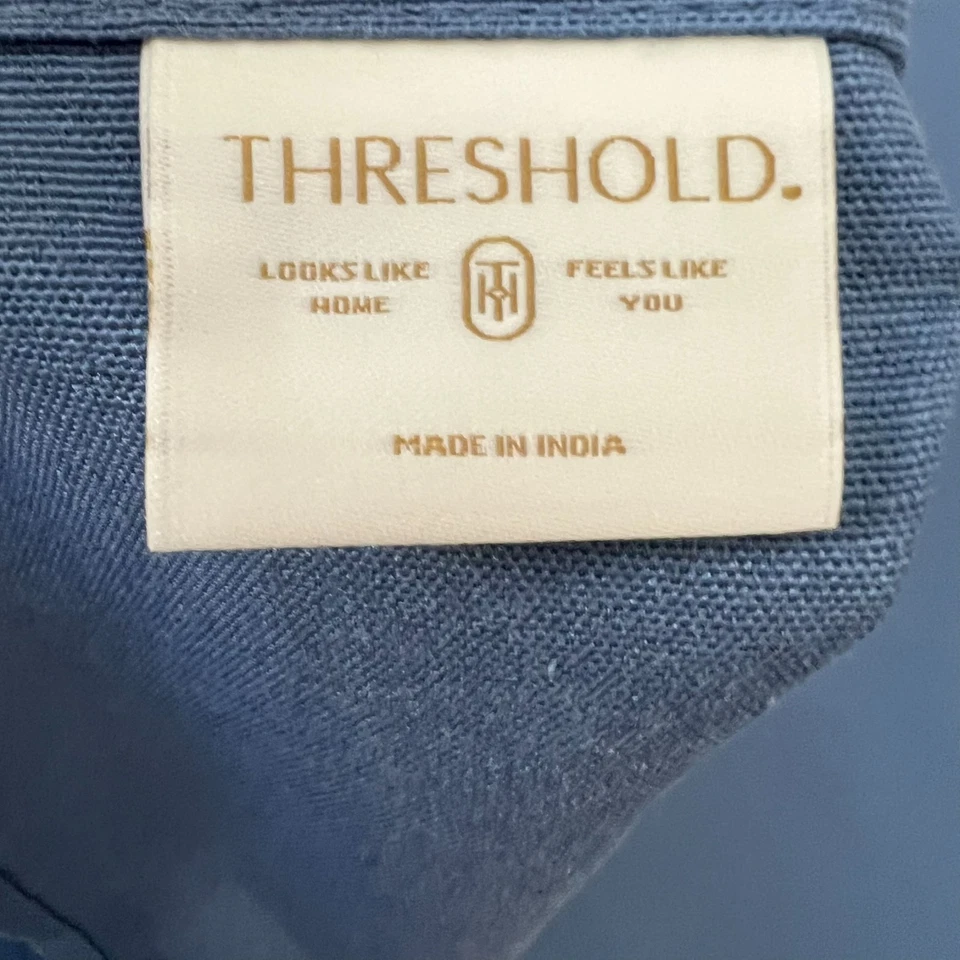 THRESHOLD.
LOOKS LIKE HOME
FEELS LIKE YOU
MADE IN INDIA